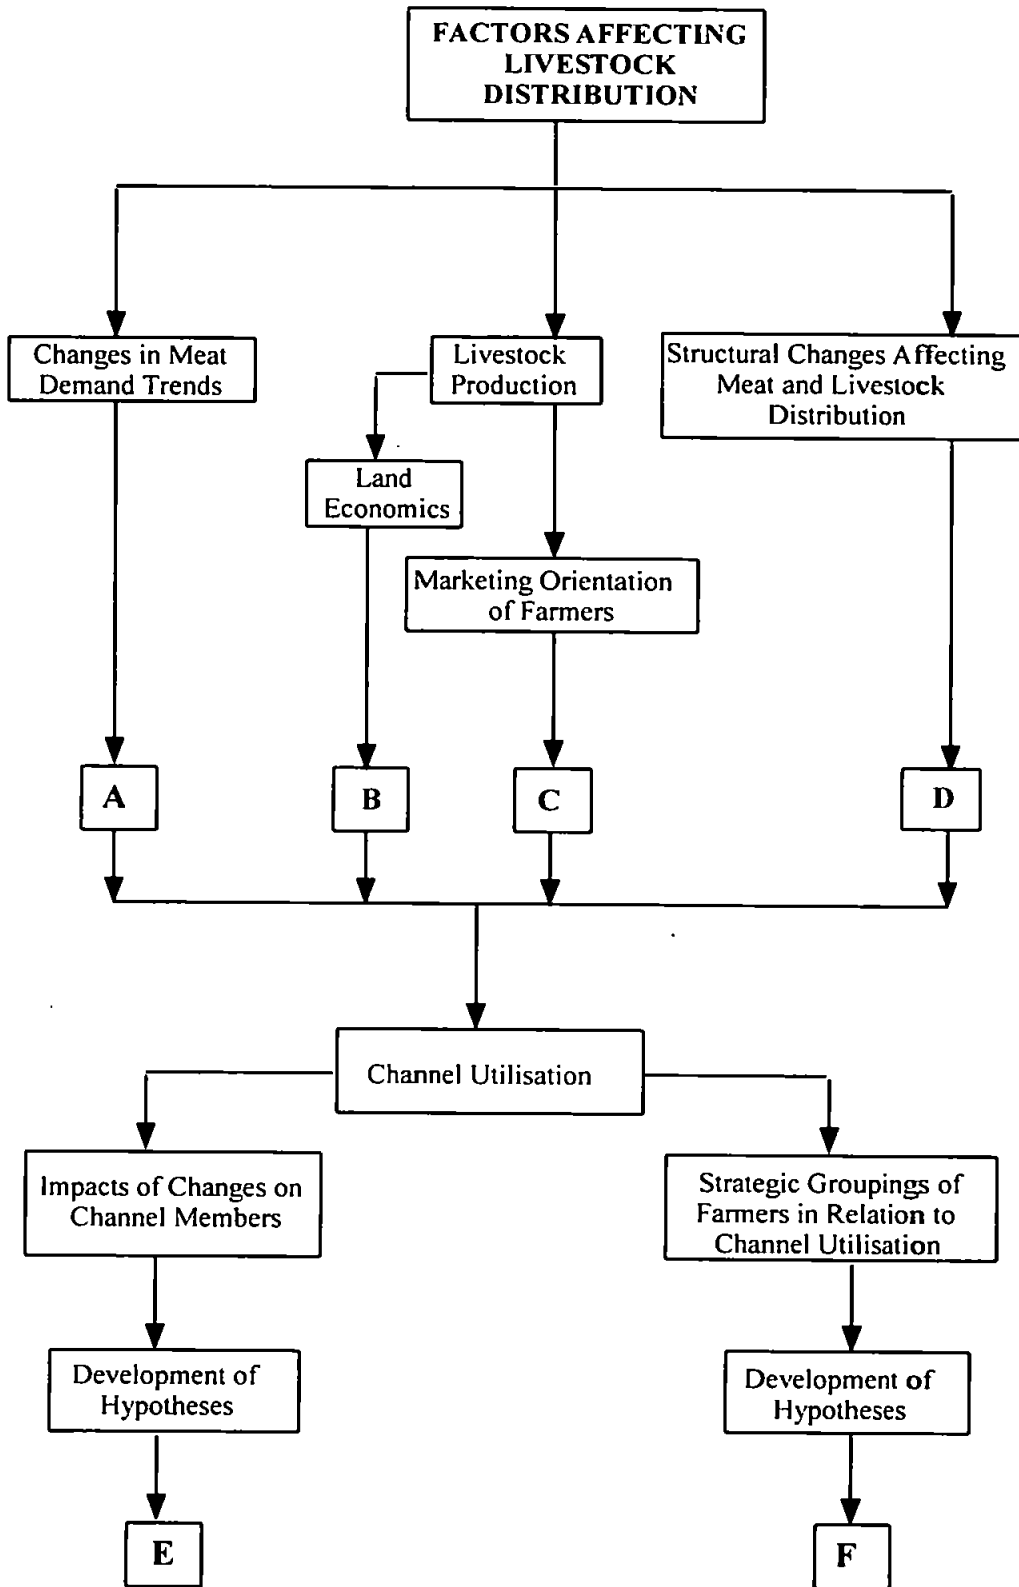 FACTORS AFFECTING
LIVESTOCK
DISTRIBUTION
Changes in Meat
Demand Trends
Livestock
Production
Structural Changes Affecting
Meat and Livestock
Distribution
Land
Economics
Marketing Orientation
of Farmers
A
B
C
D
Channel Utilisation
Impacts of Changes on
Channel Members
Strategic Groupings of
Farmers in Relation to
Channel Utilisation
Development of
Hypotheses
Development of
Hypotheses
E
F